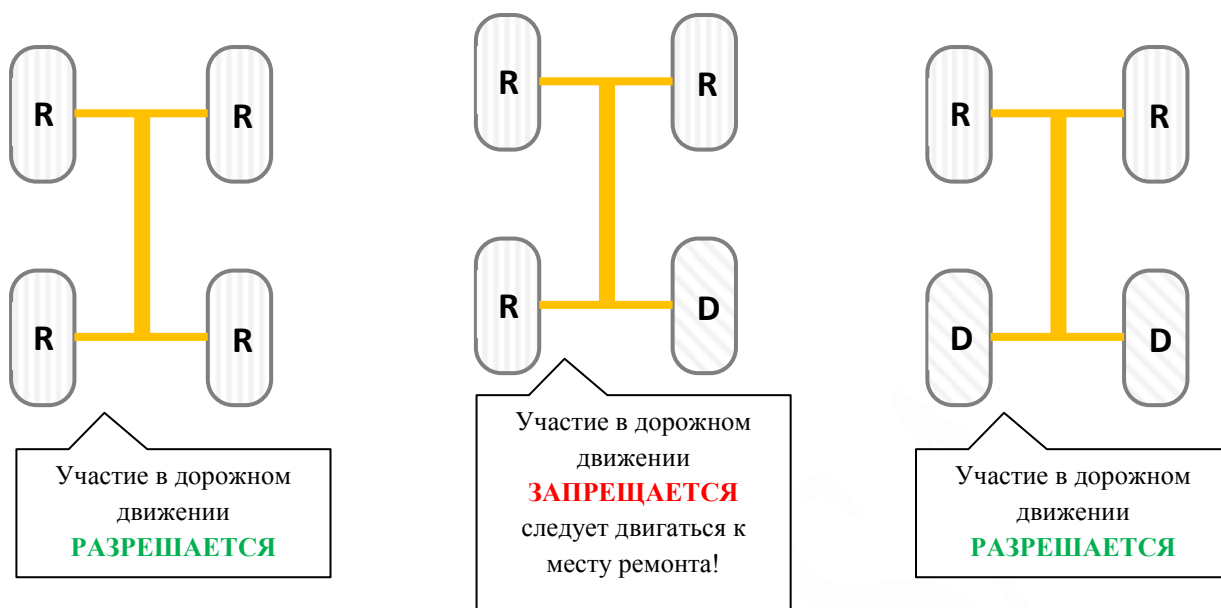 R R
R R
Участие в дорожном
движении
РАЗРЕШАЕТСЯ
R R
R D
Участие в дорожном
движении
ЗАПРЕЩАЕТСЯ
следует двигаться к
месту ремонта!
R R
D D
Участие в дорожном
движении
РАЗРЕШАЕТСЯ